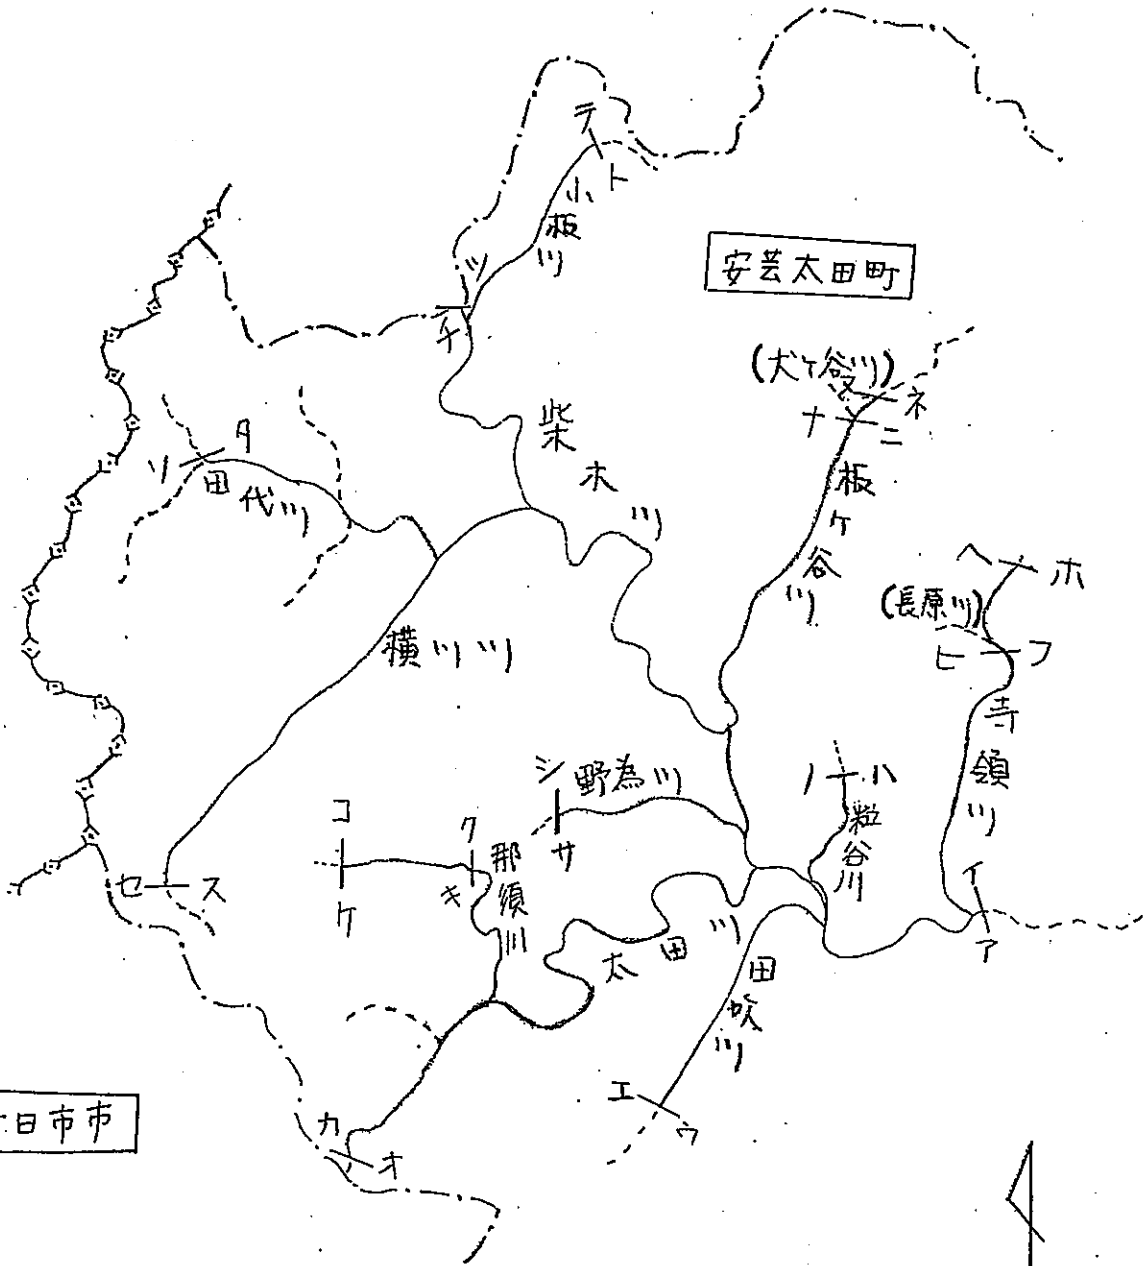 テ
ト
小板川
安芸太田町
ツ
チ
(犬ケ谷川)
ヌ
ネ
ナ
ニ
柴木川
タ
ソ
田代川
板ケ谷川
ヘ
ホ
(長原川)
ヒ
フ
横川川
寺領川
シ
野為川
サ
ノ
ハ
粒谷川
コ
ケ
ク
キ
那須川
セ
ス
イ
ア
太田川
田吹川
エ
ウ
日市市
カ
オ